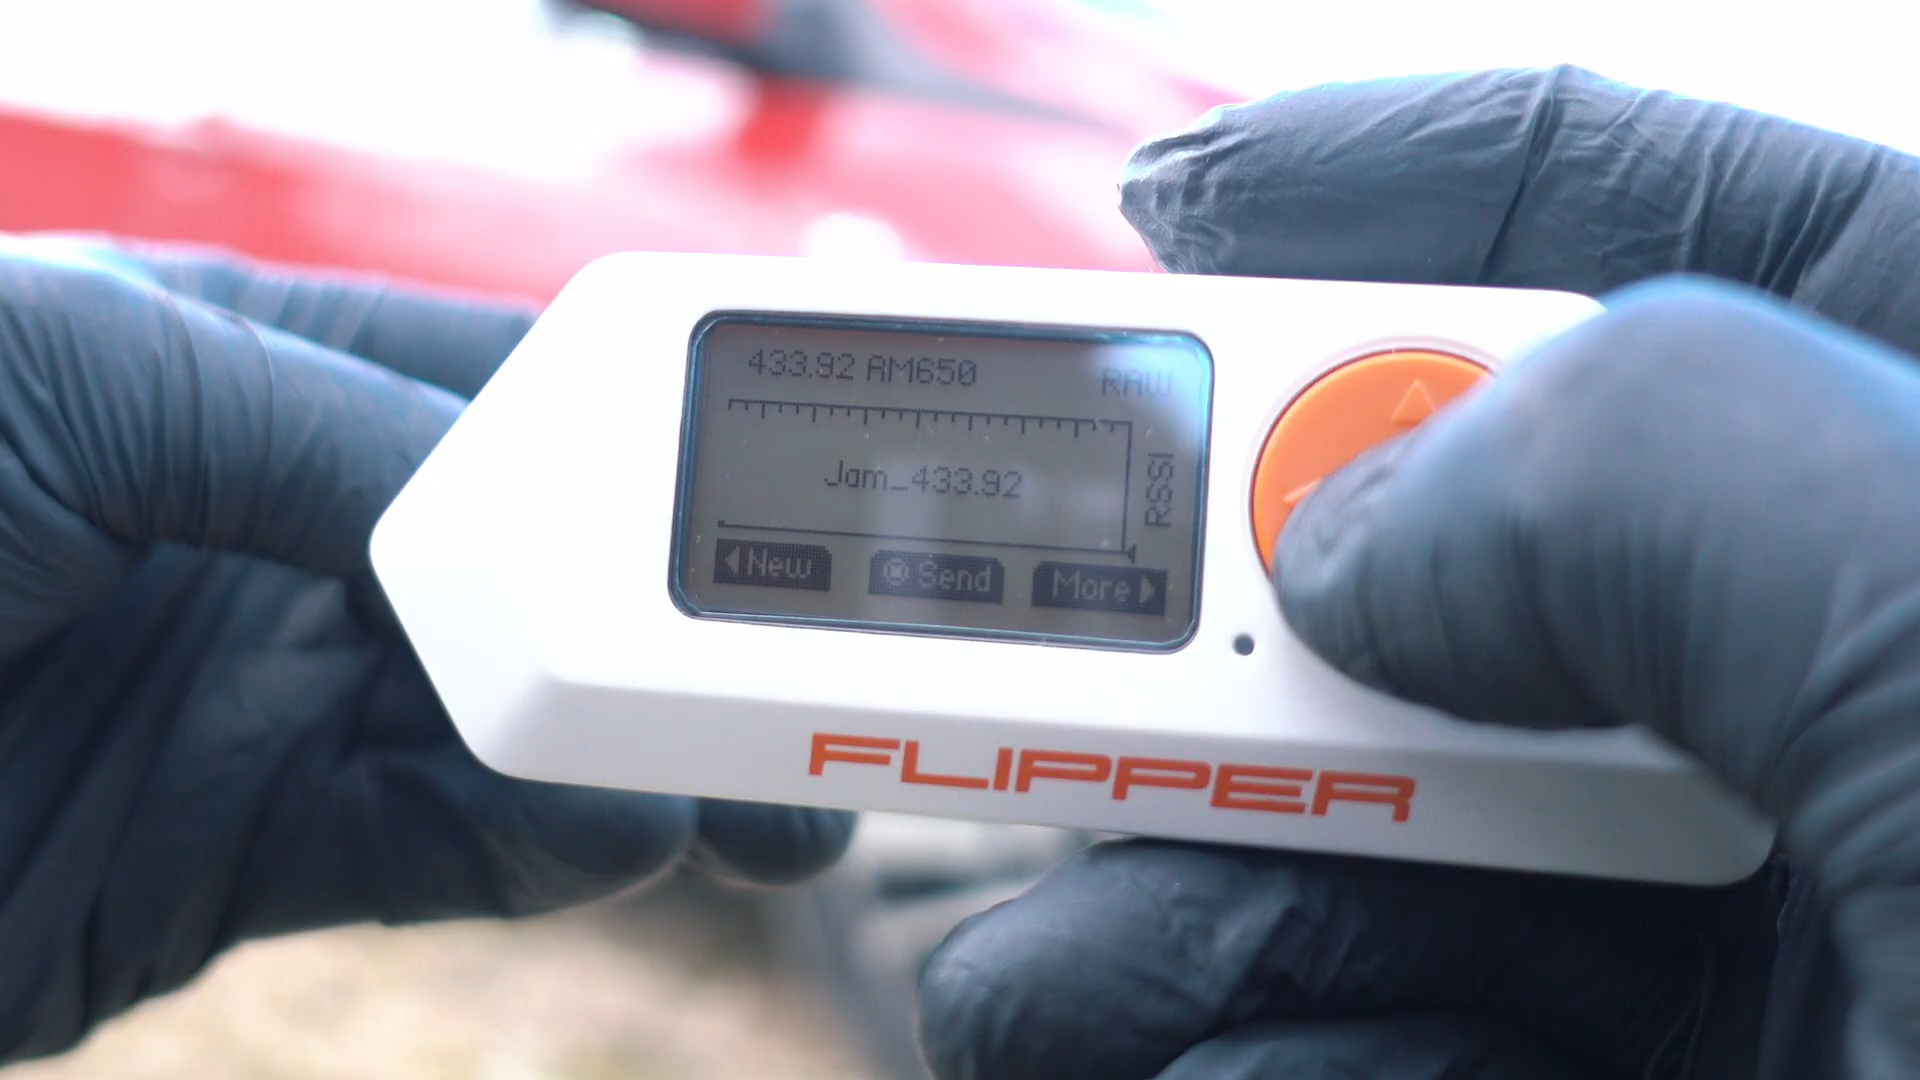 433.92 AM650 RAW
Jam_433.92
RSSI
New Send More
FLIPPER